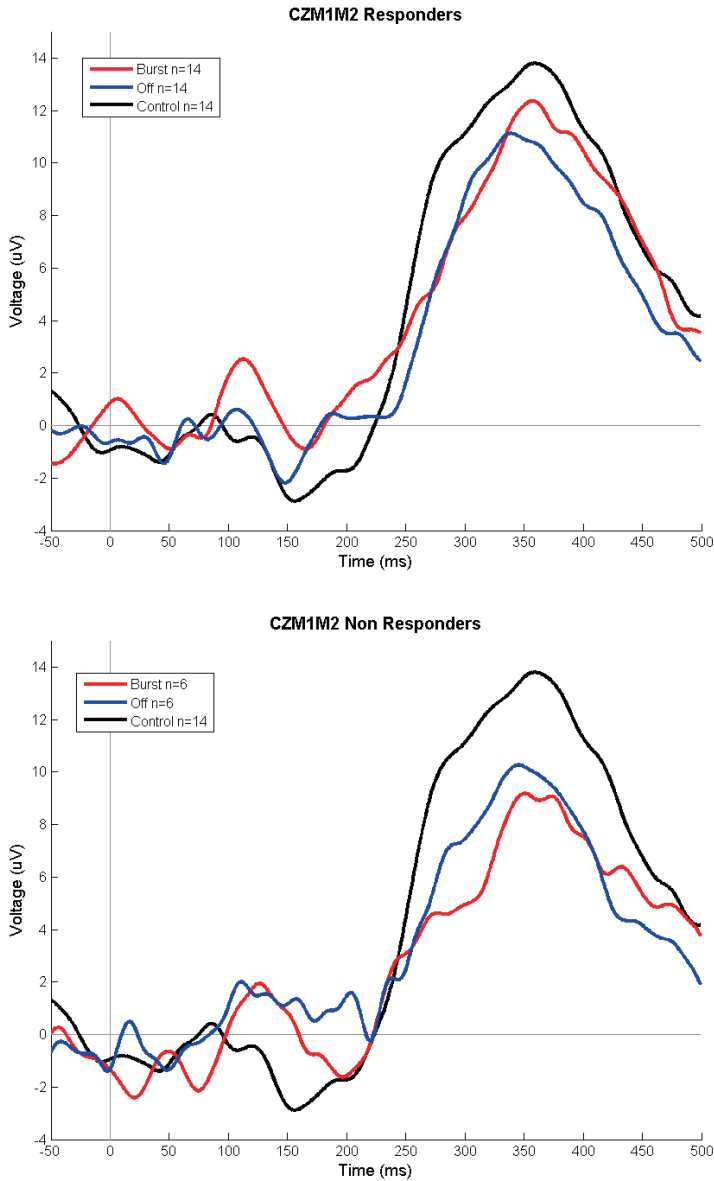 CZM1M2 Responders
Voltage (uV)
14
12
10
8
6
4
2
0
-2
-4
Burst n=14
Off n=14
Control n=14
-50 0 50 100 150 200 250 300 350 400 450 500
Time (ms)
CZM1M2 Non Responders
Voltage (uV)
14
12
10
8
6
4
2
0
-2
-4
Burst n=6
Off n=6
Control n=14
-50 0 50 100 150 200 250 300 350 400 450 500
Time (ms)